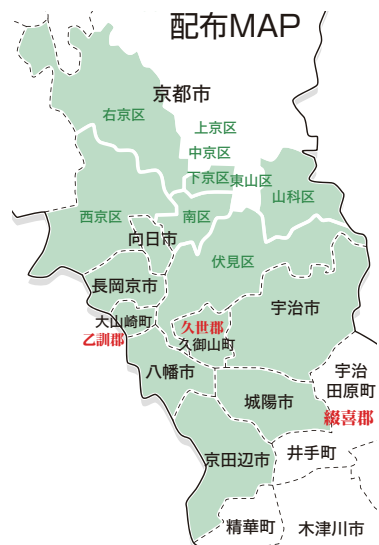 配布MAP
京都市
右京区
上京区
中京区
下京区
東山区
山科区
西京区
南区
向日市
伏見区
長岡京市
宇治市
大山崎町
乙訓郡
久世郡
久御山町
八幡市
宇治
田原町
城陽市
綴喜郡
京田辺市
井手町
精華町
木津川市